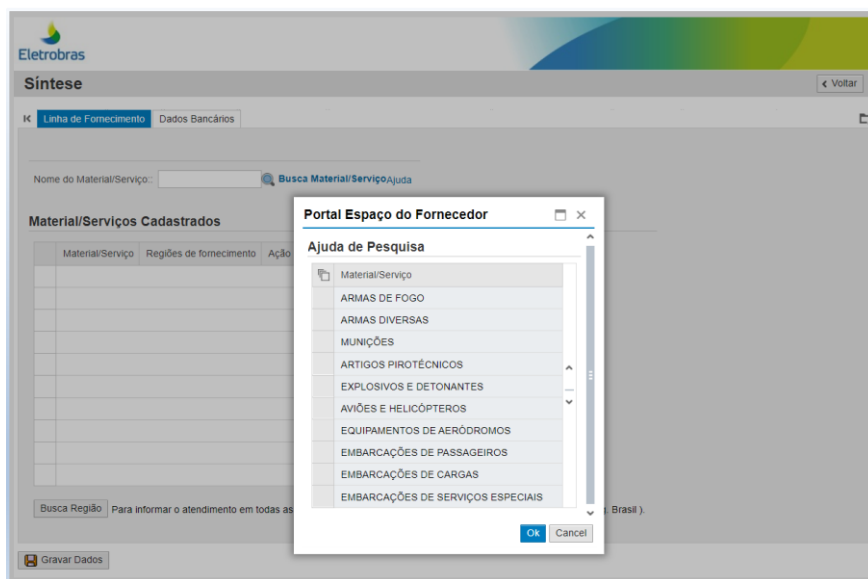 Eletrobras
Síntese
Voltar
Linha de Fornecimento
Dados Bancários
Nome do Material/Serviço::
Busca Material/Serviço Ajuda
Material/Serviços Cadastrados
Material/Serviço
Regiões de fornecimento
Ação
Portal Espaço do Fornecedor
Ajuda de Pesquisa
Material/Serviço
ARMAS DE FOGO
ARMAS DIVERSAS
MUNIÇÕES
ARTIGOS PIROTÉCNICOS
EXPLOSIVOS E DETONANTES
AVIÕES E HELICÓPTEROS
EQUIPAMENTOS DE AERÓDROMOS
EMBARCAÇÕES DE PASSAGEIROS
EMBARCAÇÕES DE CARGAS
EMBARCAÇÕES DE SERVIÇOS ESPECIAIS
Ok
Cancel
Busca Região
Para informar o atendimento em todas as
Brasil ).
Gravar Dados